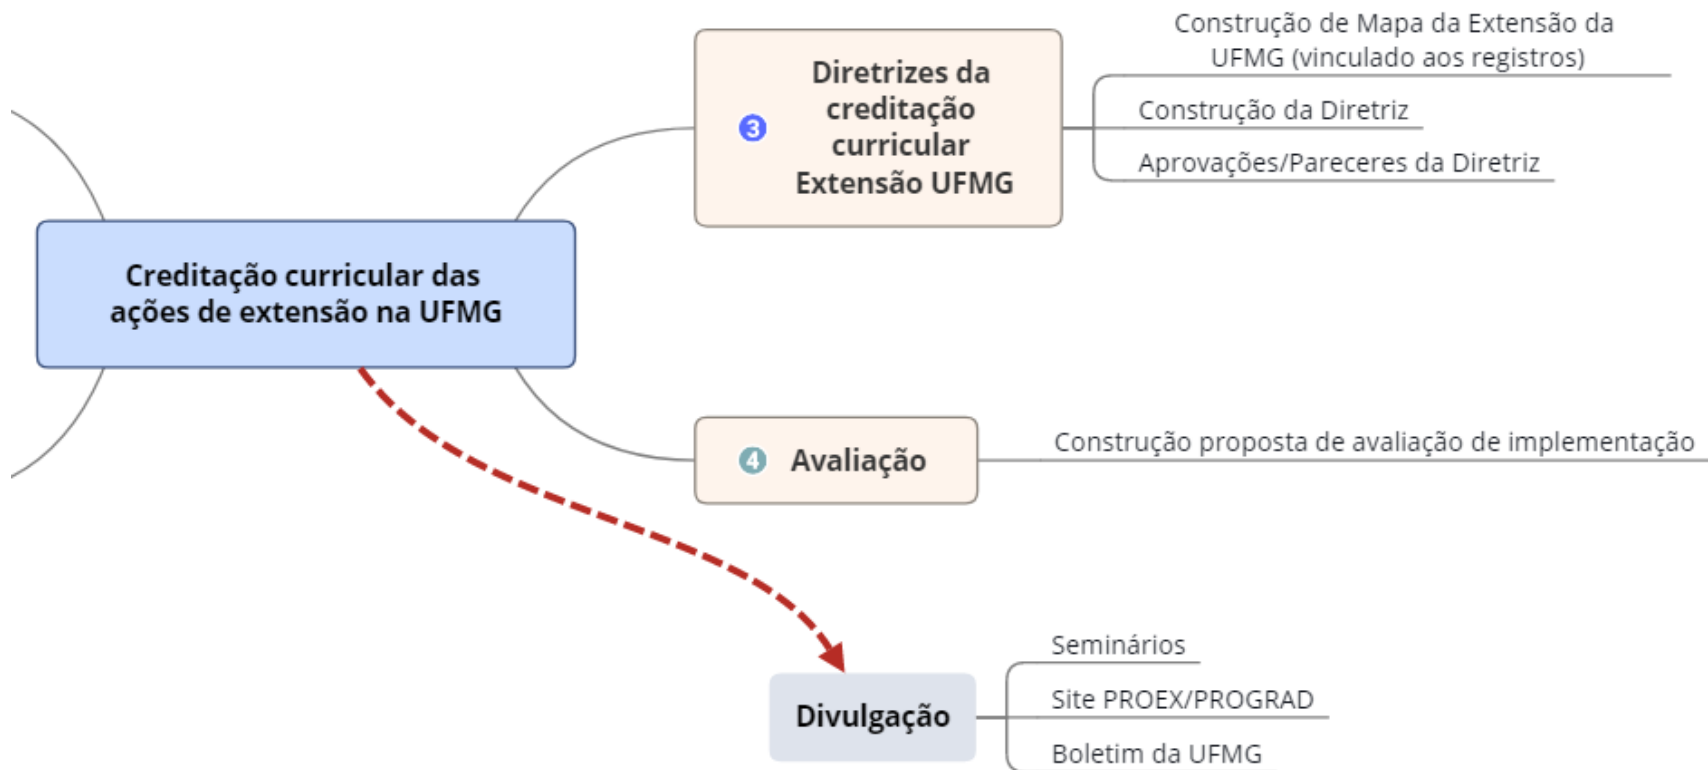 Construção de Mapa da Extensão da
UFMG (vinculado aos registros)
Diretrizes da
creditação
curricular
Extensão UFMG
3
Construção da Diretriz
Aprovações/Pareceres da Diretriz
Creditação curricular das
ações de extensão na UFMG
4
Avaliação
Construção proposta de avaliação de implementação
Divulgação
Seminários
Site PROEX/PROGRAD
Boletim da UFMG